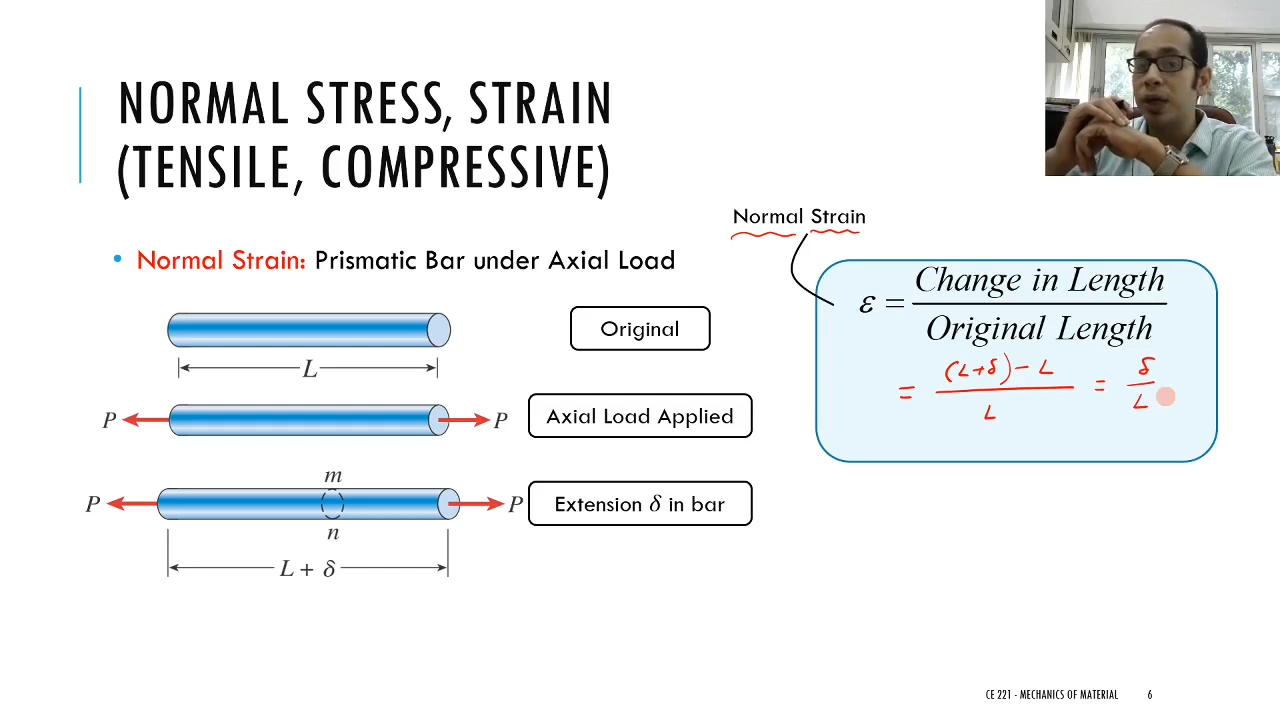 NORMAL STRESS, STRAIN
(TENSILE, COMPRESSIVE)
Normal Strain
• Normal Strain: Prismatic Bar under Axial Load
ε = Change in Length / Original Length
= (L+δ) - L / L = δ / L
Original
L
P P
Axial Load Applied
m
P P
Extension δ in bar
n
L + δ
CE 221 - MECHANICS OF MATERIAL 6